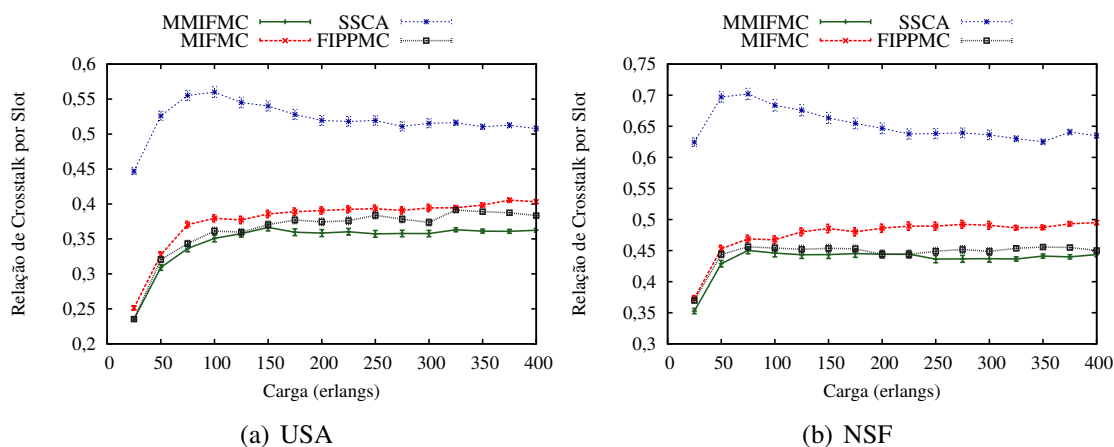 MMIFMC SSCA
MIFMC FIPPMC
0,6
0,55
0,5
0,45
0,4
0,35
0,3
0,25
0,2
Relação de Crosstalk por Slot
0 50 100 150 200 250 300 350 400
Carga (erlangs)
(a) USA
MMIFMC SSCA
MIFMC FIPPMC
0,75
0,7
0,65
0,6
0,55
0,5
0,45
0,4
0,35
0,3
Relação de Crosstalk por Slot
0 50 100 150 200 250 300 350 400
Carga (erlangs)
(b) NSF